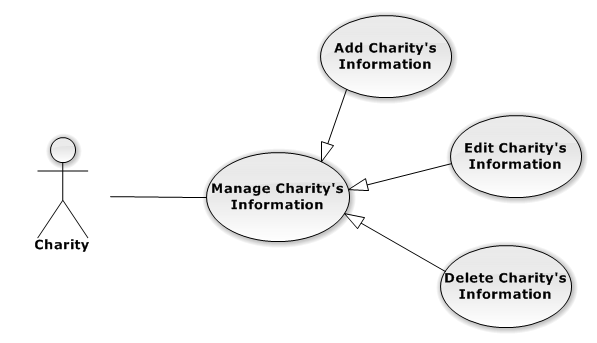 Add Charity's
Information
Edit Charity's
Information
Manage Charity's
Information
Charity
Delete Charity's
Information